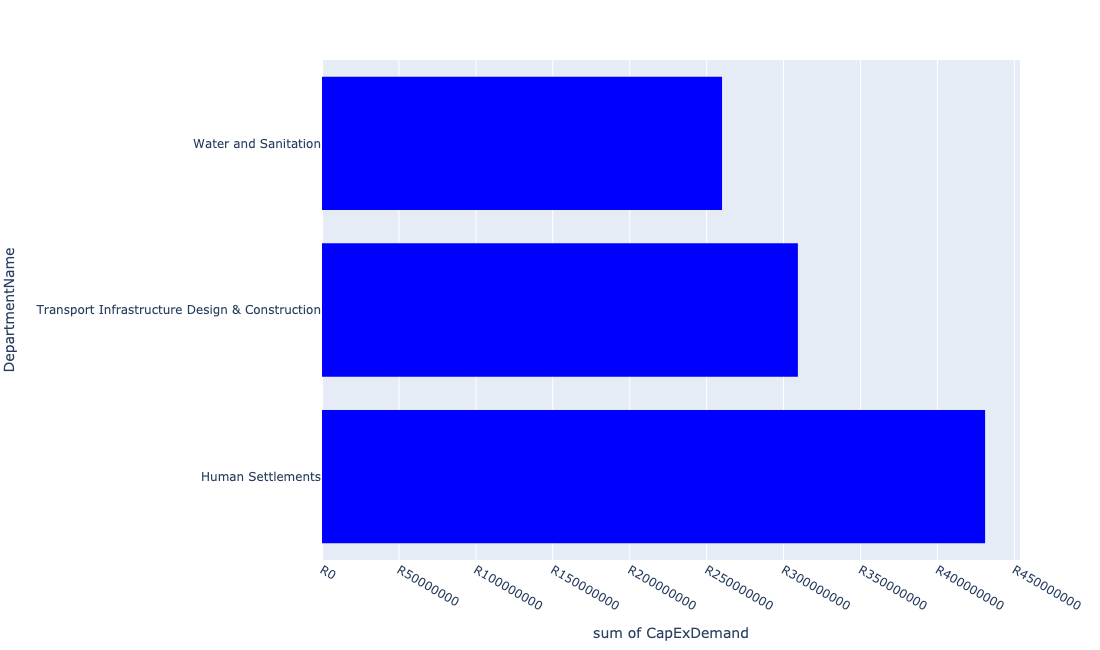 DepartmentName
Water and Sanitation
Transport Infrastructure Design & Construction
Human Settlements
R0
R50000000
R100000000
R150000000
R200000000
R250000000
R300000000
R350000000
R400000000
R450000000
sum of CapExDemand